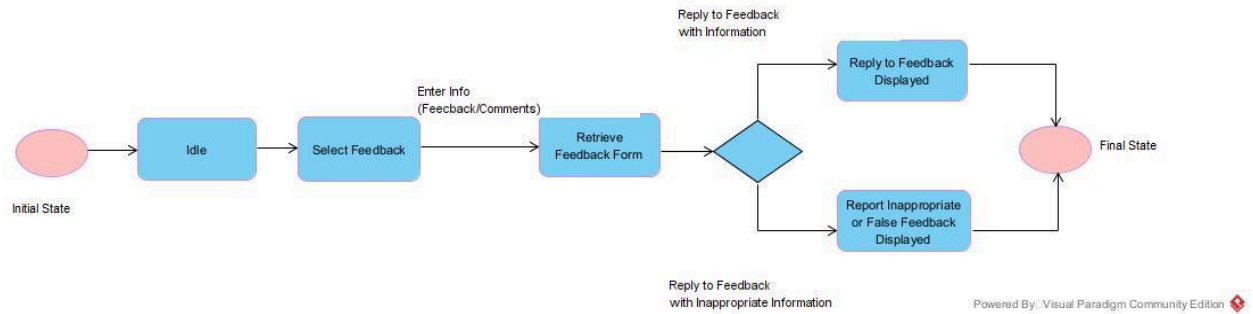 Reply to Feedback
with Information
Reply to Feedback
Displayed
Enter Info
(Feecback/Comments)
Idle
Select Feedback
Retrieve
Feedback Form
Final State
Initial State
Report Inappropriate
or False Feedback
Displayed
Reply to Feedback
with Inappropriate Information
Powered By Visual Paradigm Community Edition